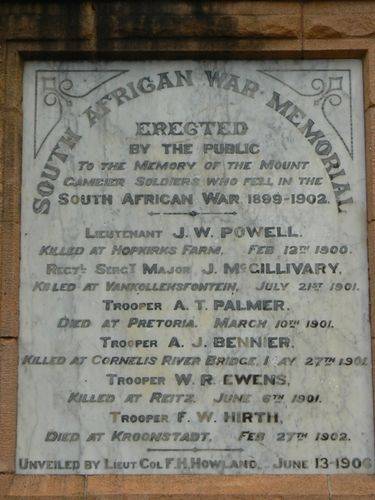 SOUTH AFRICAN WAR MEMORIAL
ERECTED
BY THE PUBLIC
TO THE MEMORY OF THE MOUNT
GAMBIER SOLDIERS WHO FELL IN THE
SOUTH AFRICAN WAR 1899-1902.
LIEUTENANT J. W. POWELL.
KILLED AT HOPKIRKS FARM, FEB 12TH 1900.
REGTL SERGT MAJOR J. McGILLIVARY,
KILLED AT VANKOLLENSFONTEIN, JULY 21ST 1901.
TROOPER A. T. PALMER.
DIED AT PRETORIA. MARCH 10TH 1901.
TROOPER A. J. BENNIER.
KILLED AT CORNELIS RIVER BRIDGE, MAY 27TH 1901
TROOPER W. R. EWENS,
KILLED AT REITZ. JUNE 6TH 1901.
TROOPER F. W. HIRTH,
DIED AT KROONSTADT. FEB 27TH 1902.
UNVEILED BY LIEUT COL F. H. HOWLAND, JUNE 13-1906